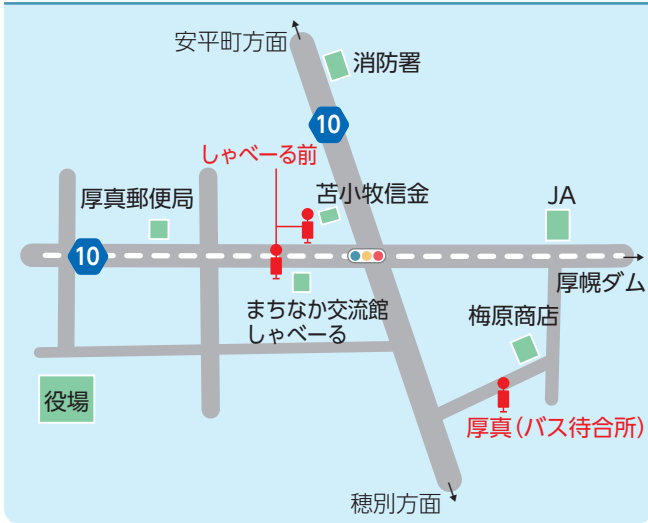 安平町方面
消防署
10
しゃべーる前
厚真郵便局
苫小牧信金
JA
10
厚幌ダム
まちなか交流館
しゃべーる
梅原商店
役場
厚真(バス待合所)
穂別方面